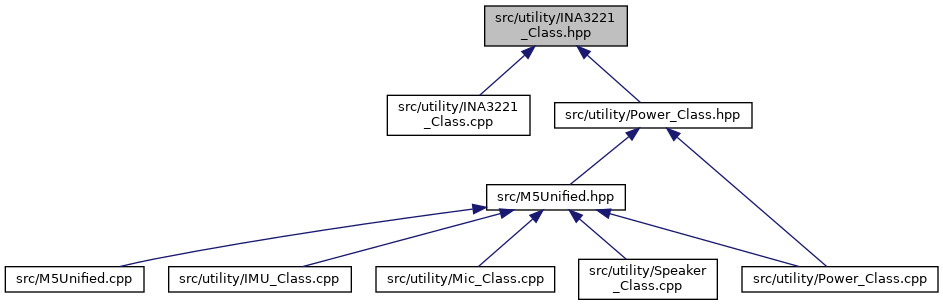 src/utility/INA3221
_Class.hpp
src/utility/INA3221
_Class.cpp
src/utility/Power_Class.hpp
src/M5Unified.hpp
src/M5Unified.cpp
src/utility/IMU_Class.cpp
src/utility/Mic_Class.cpp
src/utility/Speaker
_Class.cpp
src/utility/Power_Class.cpp